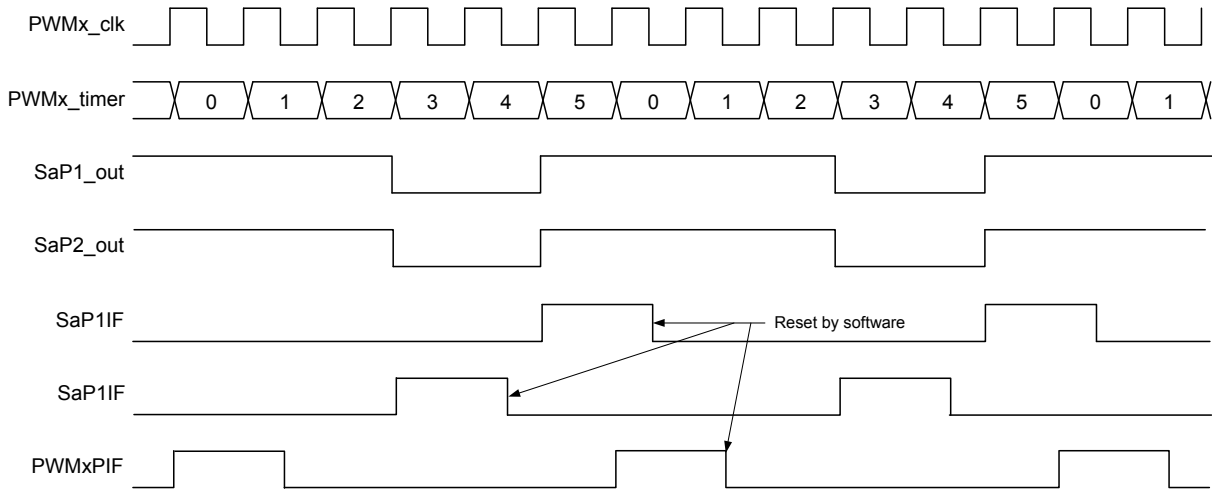 PWMx_clk
PWMx_timer 0 1 2 3 4 5 0 1 2 3 4 5 0 1
SaP1_out
SaP2_out
SaP1IF
Reset by software
SaP1IF
PWMxPIF